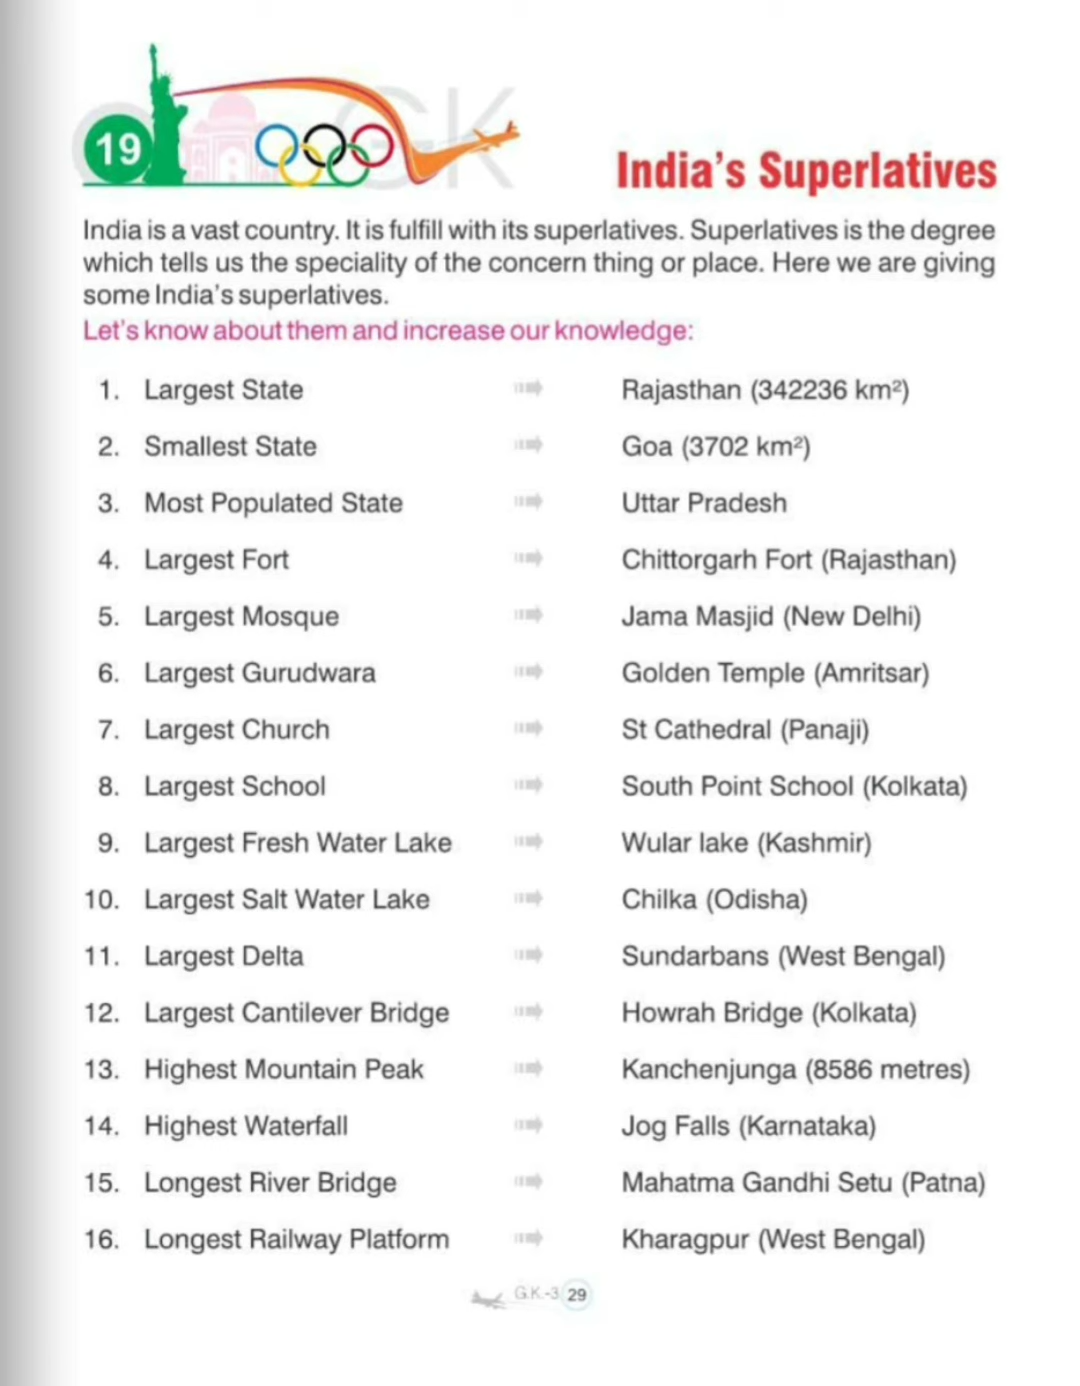 19
GK
India's Superlatives
India is a vast country. It is fulfill with its superlatives. Superlatives is the degree
which tells us the speciality of the concern thing or place. Here we are giving
some India's superlatives.
Let's know about them and increase our knowledge:
1. Largest State Rajasthan (342236 km²)
2. Smallest State Goa (3702 km²)
3. Most Populated State Uttar Pradesh
4. Largest Fort Chittorgarh Fort (Rajasthan)
5. Largest Mosque Jama Masjid (New Delhi)
6. Largest Gurudwara Golden Temple (Amritsar)
7. Largest Church St Cathedral (Panaji)
8. Largest School South Point School (Kolkata)
9. Largest Fresh Water Lake Wular lake (Kashmir)
10. Largest Salt Water Lake Chilka (Odisha)
11. Largest Delta Sundarbans (West Bengal)
12. Largest Cantilever Bridge Howrah Bridge (Kolkata)
13. Highest Mountain Peak Kanchenjunga (8586 metres)
14. Highest Waterfall Jog Falls (Karnataka)
15. Longest River Bridge Mahatma Gandhi Setu (Patna)
16. Longest Railway Platform Kharagpur (West Bengal)
G.K.-3 29